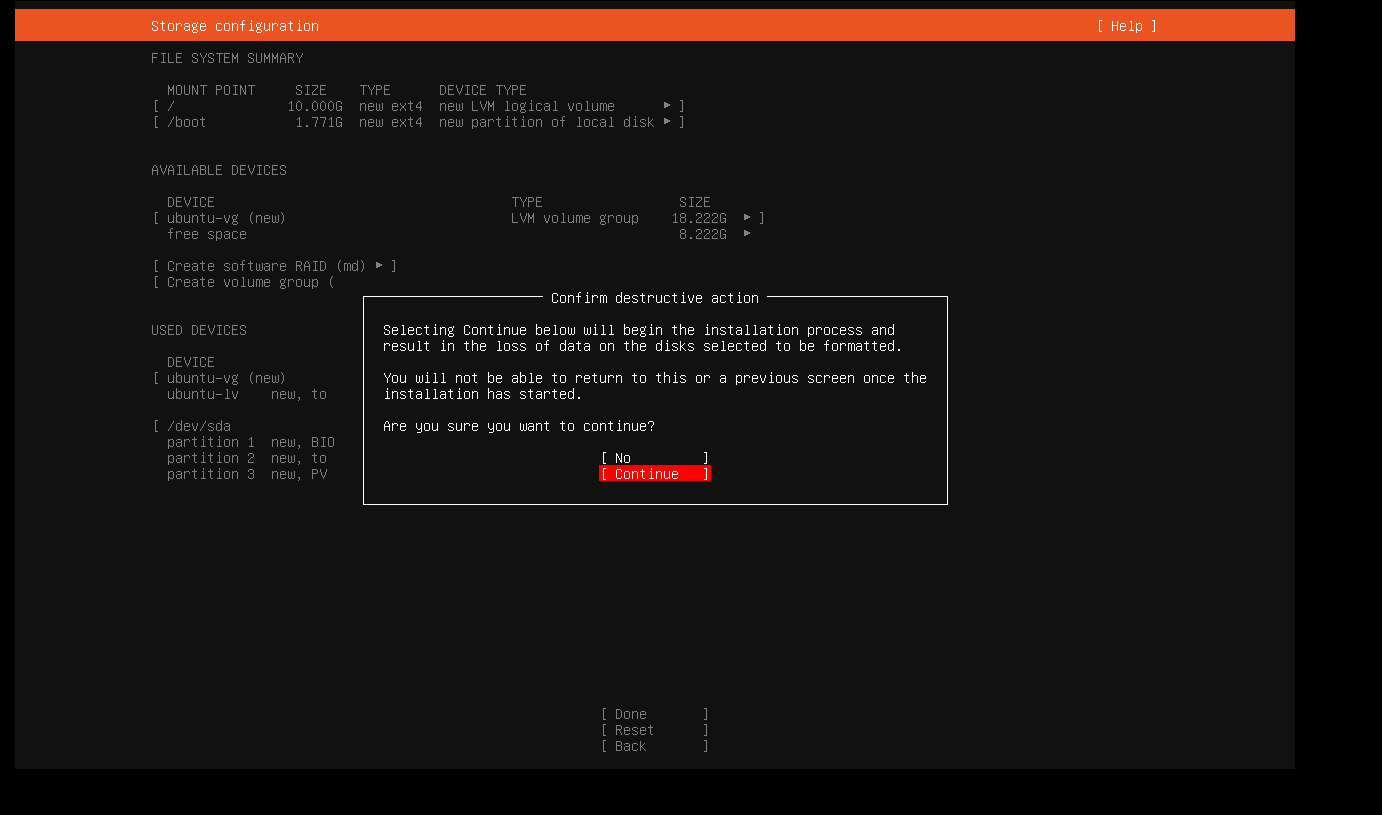 Storage configuration [ Help ]
FILE SYSTEM SUMMARY
MOUNT POINT SIZE TYPE DEVICE TYPE
[ / 10.000G new ext4 new LVM logical volume ▸ ]
[ /boot 1.771G new ext4 new partition of local disk ▸ ]
AVAILABLE DEVICES
DEVICE TYPE SIZE
[ ubuntu-vg (new) LVM volume group 18.222G ▸ ]
free space 8.222G ▸
[ Create software RAID (md) ▸ ]
[ Create volume group (
USED DEVICES
DEVICE
[ ubuntu-vg (new)
ubuntu-lv new, to
[ /dev/sda
partition 1 new, BIO
partition 2 new, to
partition 3 new, PV
Confirm destructive action
Selecting Continue below will begin the installation process and
result in the loss of data on the disks selected to be formatted.
You will not be able to return to this or a previous screen once the
installation has started.
Are you sure you want to continue?
[ No ]
[ Continue ]
[ Done ]
[ Reset ]
[ Back ]